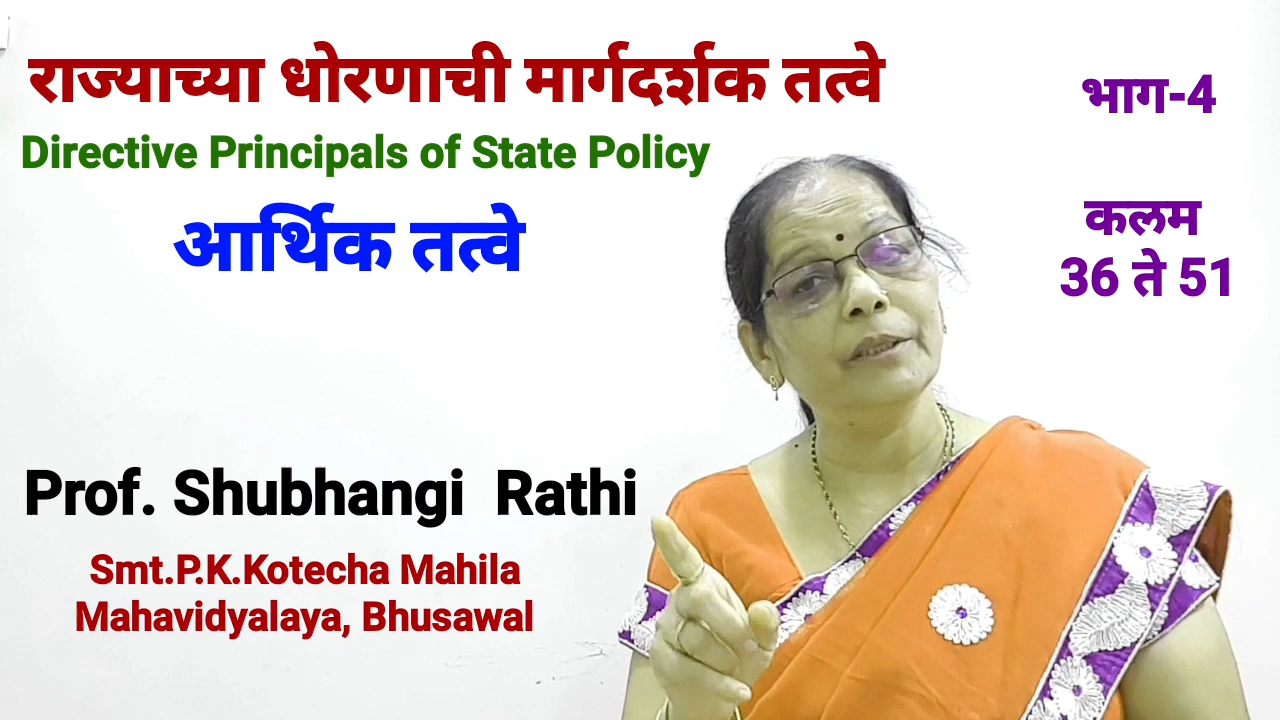 राज्याच्या धोरणाची मार्गदर्शक तत्वे
भाग-4
Directive Principals of State Policy
आर्थिक तत्वे
कलम
36 ते 51
Prof. Shubhangi Rathi
Smt.P.K.Kotecha Mahila
Mahavidyalaya, Bhusawal